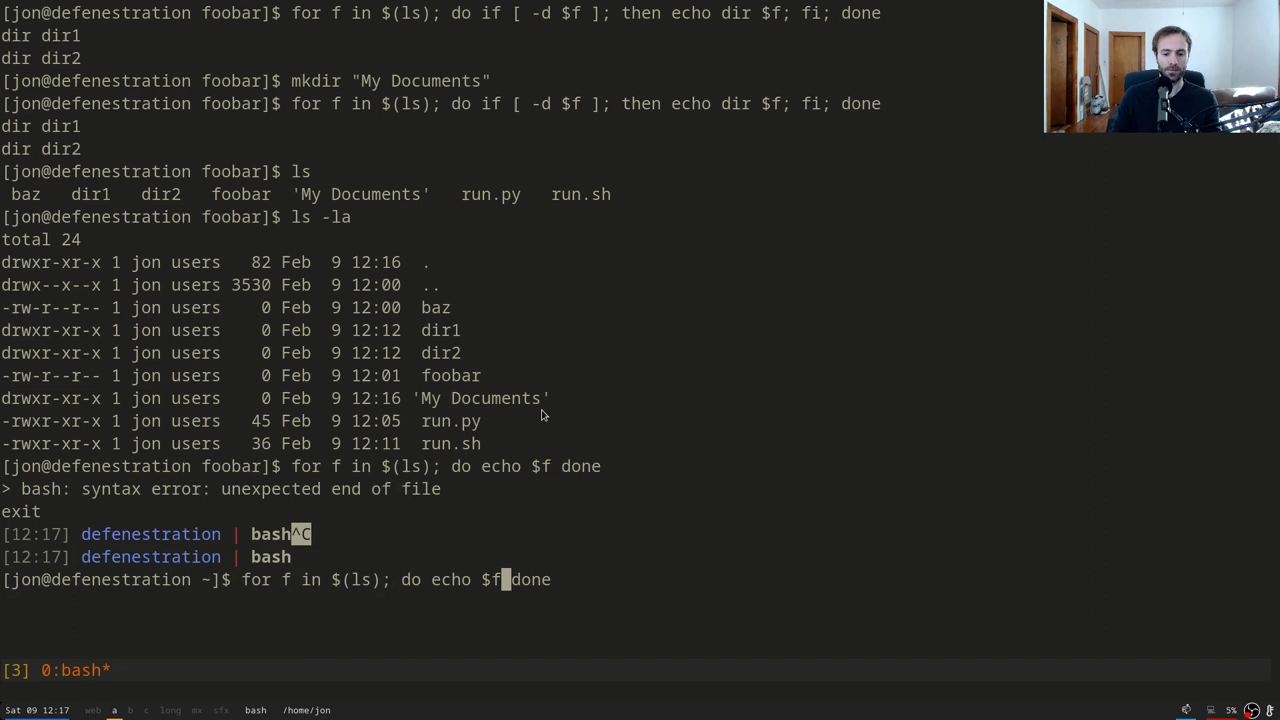 [jon@defenestration foobar]$ for f in $(ls); do if [ -d $f ]; then echo dir $f; fi; done
dir dir1
dir dir2
[jon@defenestration foobar]$ mkdir "My Documents"
[jon@defenestration foobar]$ for f in $(ls); do if [ -d $f ]; then echo dir $f; fi; done
dir dir1
dir dir2
[jon@defenestration foobar]$ ls
baz dir1 dir2 foobar 'My Documents' run.py run.sh
[jon@defenestration foobar]$ ls -la
total 24
drwxr-xr-x 1 jon users 82 Feb 9 12:16 .
drwx--x--x 1 jon users 3530 Feb 9 12:00 ..
-rw-r--r-- 1 jon users 0 Feb 9 12:00 baz
drwxr-xr-x 1 jon users 0 Feb 9 12:12 dir1
drwxr-xr-x 1 jon users 0 Feb 9 12:12 dir2
-rw-r--r-- 1 jon users 0 Feb 9 12:01 foobar
drwxr-xr-x 1 jon users 0 Feb 9 12:16 'My Documents'
-rwxr-xr-x 1 jon users 45 Feb 9 12:05 run.py
-rwxr-xr-x 1 jon users 36 Feb 9 12:11 run.sh
[jon@defenestration foobar]$ for f in $(ls); do echo $f done
> bash: syntax error: unexpected end of file
exit
[12:17] defenestration | bash^C
[12:17] defenestration | bash
[jon@defenestration ~]$ for f in $(ls); do echo $f done
[3] 0:bash*
Sat 09 12:17 web a b c long mx sfx bash /home/jon 5%